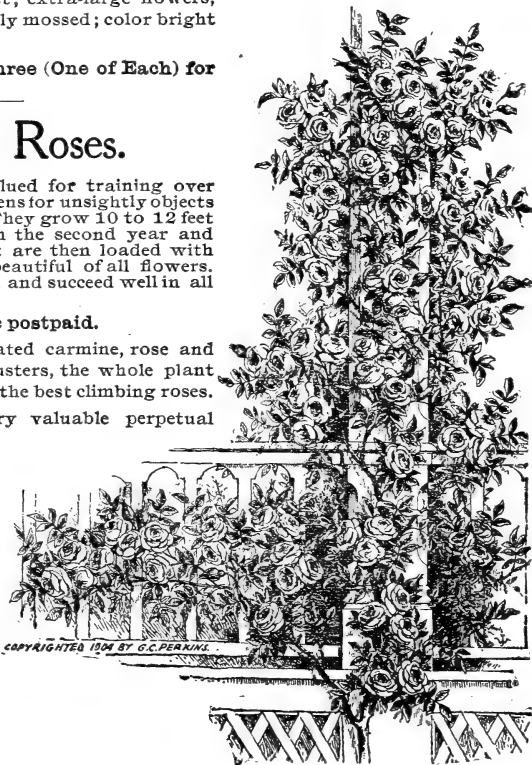 et; extra-large flowers,
ly mossed; color bright
hree (One of Each) for
Roses.
lued for training over
ens for unsightly objects
They grow 10 to 12 feet
n the second year and
t are then loaded with
beautiful of all flowers.
and succeed well in all
e postpaid.
ated carmine, rose and
usters, the whole plant
the best climbing roses.
ry valuable perpetual
COPYRIGHTED 1904 BY G.C. PERKINS.